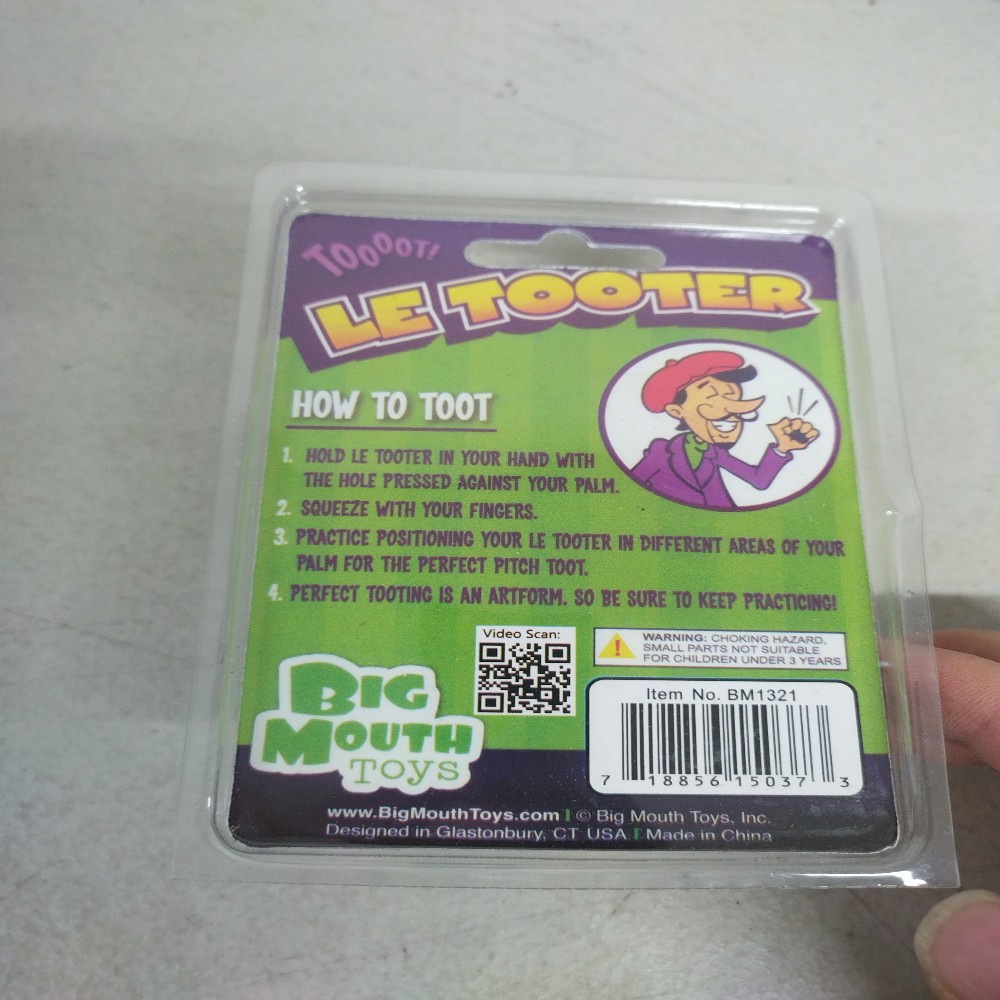 TOOOOT!
LE TOOTER
HOW TO TOOT
1. HOLD LE TOOTER IN YOUR HAND WITH
THE HOLE PRESSED AGAINST YOUR PALM.
2. SQUEEZE WITH YOUR FINGERS.
3. PRACTICE POSITIONING YOUR LE TOOTER IN DIFFERENT AREAS OF YOUR
PALM FOR THE PERFECT PITCH TOOT.
4. PERFECT TOOTING IS AN ARTFORM. SO BE SURE TO KEEP PRACTICING!
Video Scan:
WARNING: CHOKING HAZARD,
SMALL PARTS NOT SUITABLE
FOR CHILDREN UNDER 3 YEARS
BIG
MOUTH
TOYS
Item No. BM1321
7 18856 15037 3
www.BigMouthToys.com | © Big Mouth Toys, Inc.
Designed in Glastonbury, CT USA | Made in China